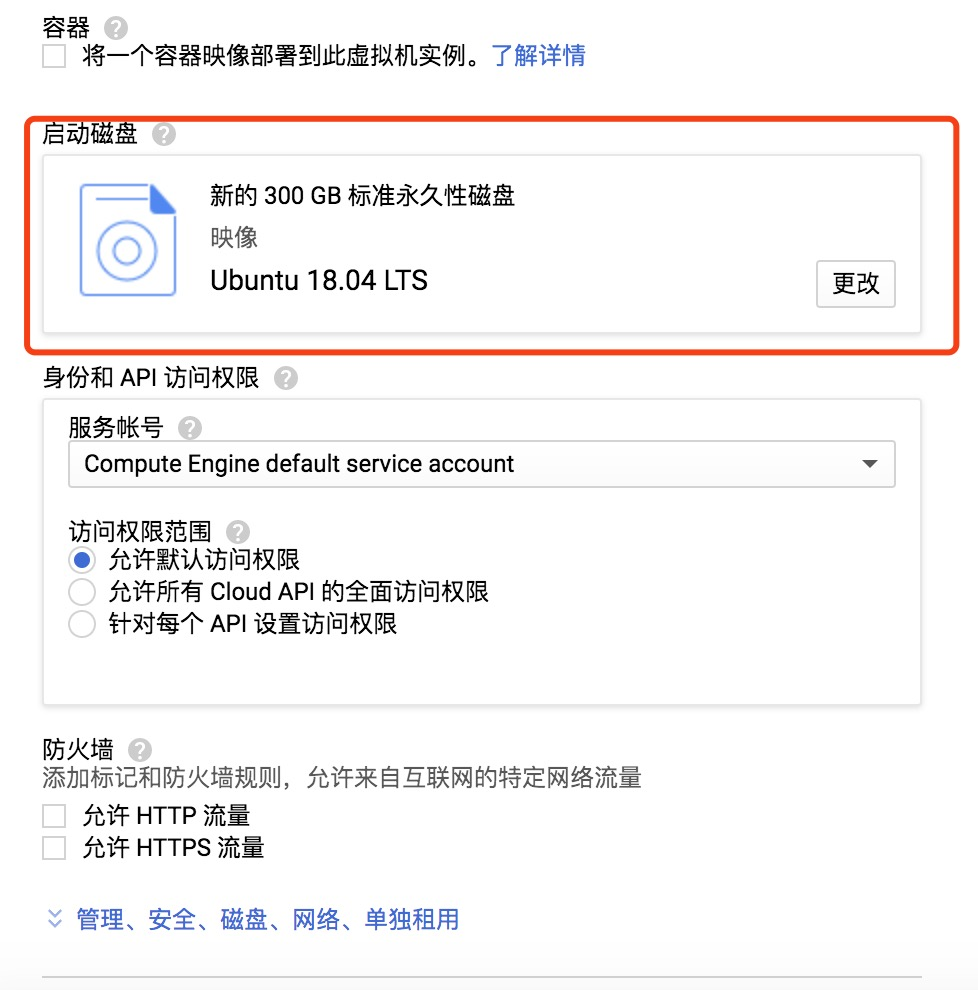 容器 ?
将一个容器映像部署到此虚拟机实例。了解详情
启动磁盘 ?
新的 300 GB 标准永久性磁盘
映像
Ubuntu 18.04 LTS
更改
身份和 API 访问权限 ?
服务帐号 ?
Compute Engine default service account
访问权限范围 ?
允许默认访问权限
允许所有 Cloud API 的全面访问权限
针对每个 API 设置访问权限
防火墙 ?
添加标记和防火墙规则，允许来自互联网的特定网络流量
允许 HTTP 流量
允许 HTTPS 流量
管理、安全、磁盘、网络、单独租用